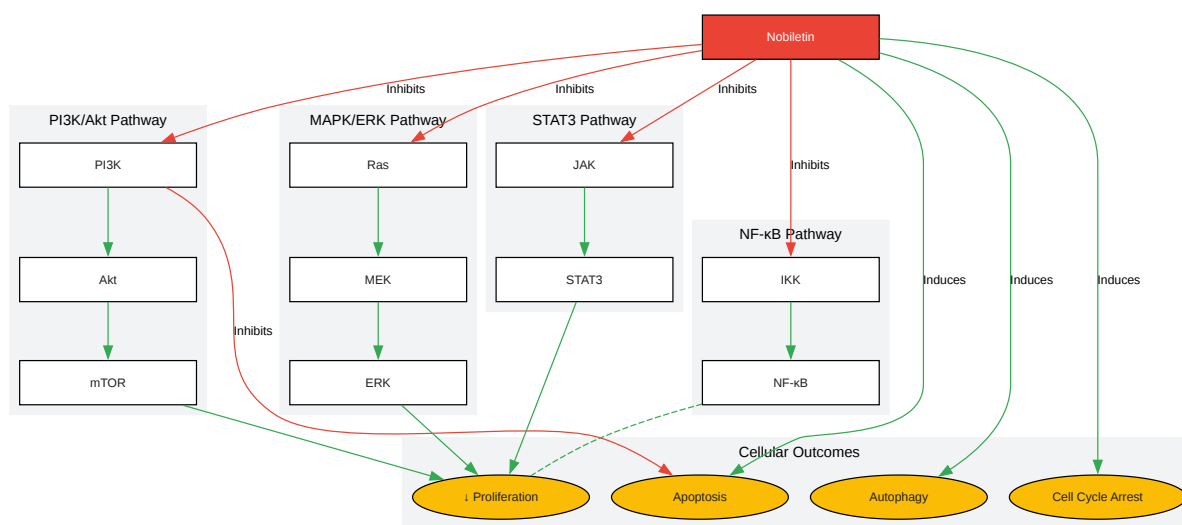 Nobiletin
Inhibits
Inhibits
Inhibits
PI3K/Akt Pathway
MAPK/ERK Pathway
STAT3 Pathway
PI3K
Ras
JAK
Inhibits
NF-κB Pathway
Akt
MEK
STAT3
IKK
Induces
Induces
Induces
Inhibits
mTOR
ERK
NF-κB
Cellular Outcomes
↓ Proliferation
Apoptosis
Autophagy
Cell Cycle Arrest